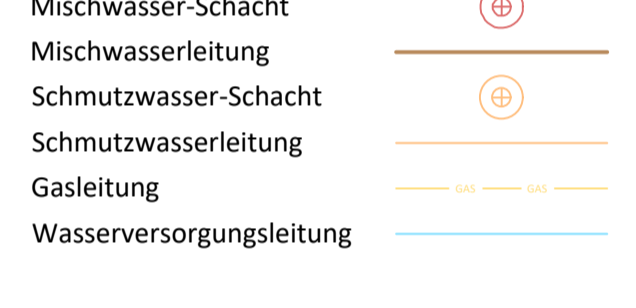 Mischwasser-Schacht
Mischwasserleitung
Schmutzwasser-Schacht
Schmutzwasserleitung
Gasleitung GAS GAS
Wasserversorgungsleitung